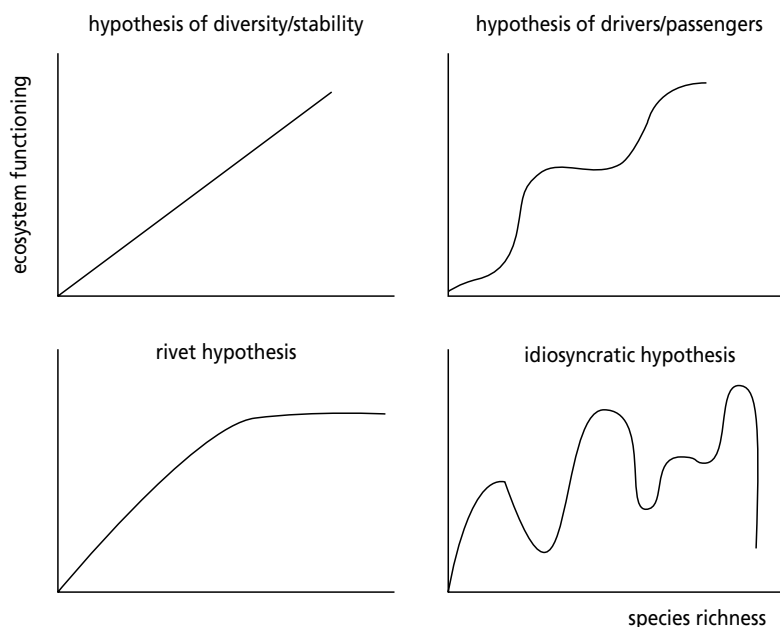 hypothesis of diversity/stability
hypothesis of drivers/passengers
ecosystem functioning
rivet hypothesis
idiosyncratic hypothesis
species richness